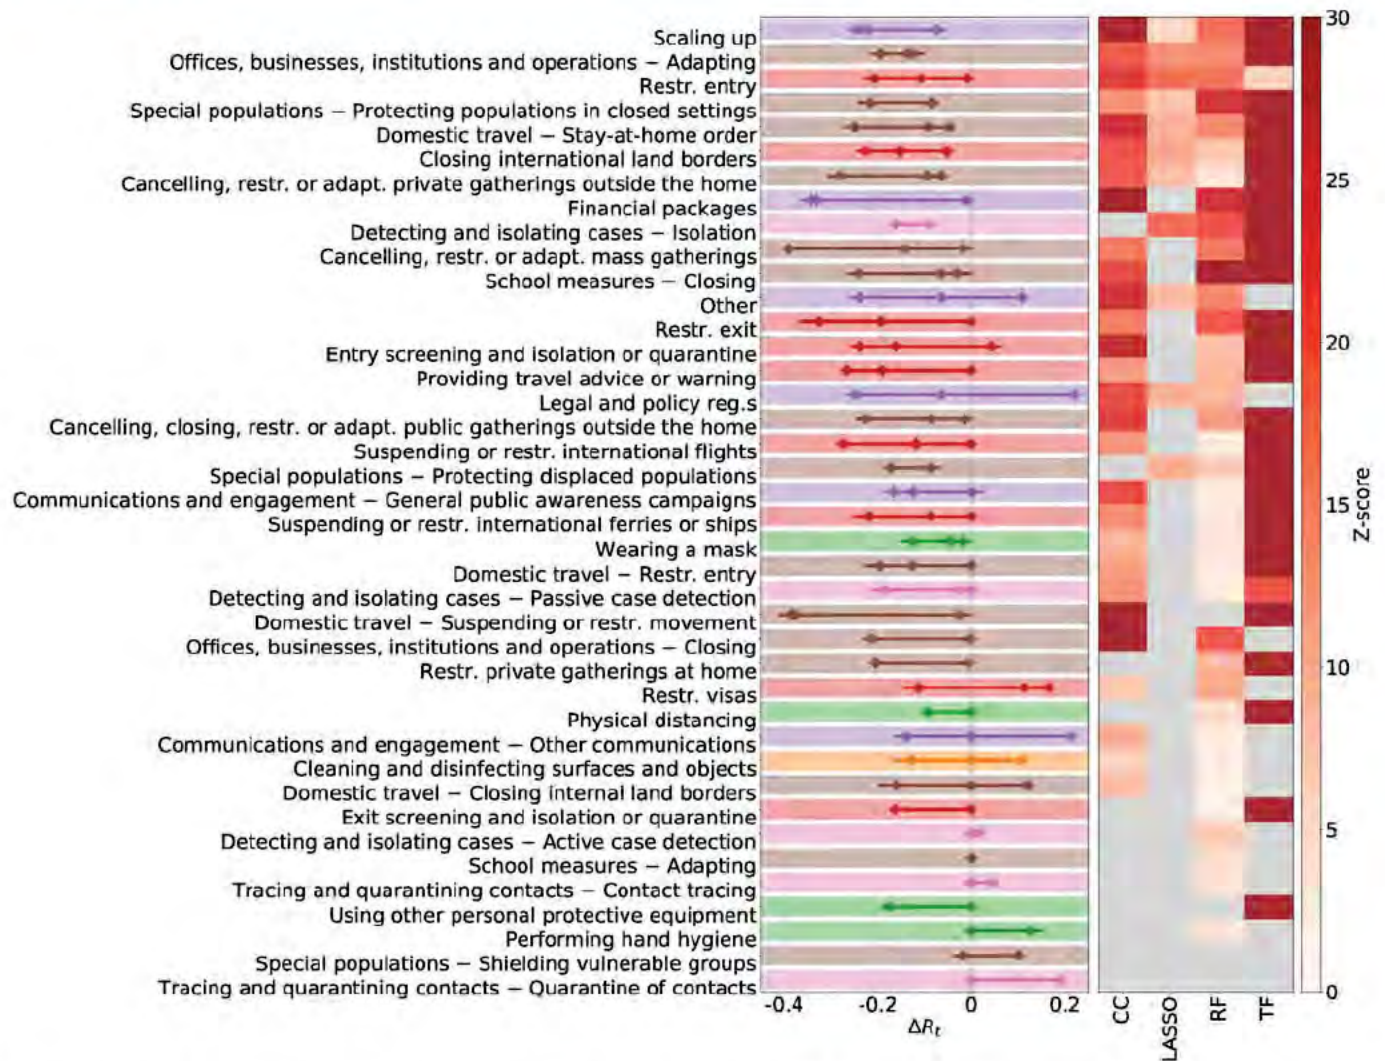 Scaling up
Offices, businesses, institutions and operations – Adapting
Restr. entry
Special populations – Protecting populations in closed settings
Domestic travel – Stay-at-home order
Closing international land borders
Cancelling, restr. or adapt. private gatherings outside the home
Financial packages
Detecting and isolating cases – Isolation
Cancelling, restr. or adapt. mass gatherings
School measures – Closing
Other
Restr. exit
Entry screening and isolation or quarantine
Providing travel advice or warning
Legal and policy reg.s
Cancelling, closing, restr. or adapt. public gatherings outside the home
Suspending or restr. international flights
Special populations – Protecting displaced populations
Communications and engagement – General public awareness campaigns
Suspending or restr. international ferries or ships
Wearing a mask
Domestic travel – Restr. entry
Detecting and isolating cases – Passive case detection
Domestic travel – Suspending or restr. movement
Offices, businesses, institutions and operations – Closing
Restr. private gatherings at home
Restr. visas
Physical distancing
Communications and engagement – Other communications
Cleaning and disinfecting surfaces and objects
Domestic travel – Closing internal land borders
Exit screening and isolation or quarantine
Detecting and isolating cases – Active case detection
School measures – Adapting
Tracing and quarantining contacts – Contact tracing
Using other personal protective equipment
Performing hand hygiene
Special populations – Shielding vulnerable groups
Tracing and quarantining contacts – Quarantine of contacts
-0.4 -0.2 0 0.2
ΔRt
CC
LASSO
RF
TF
30
25
20
15
10
5
0
Z-score